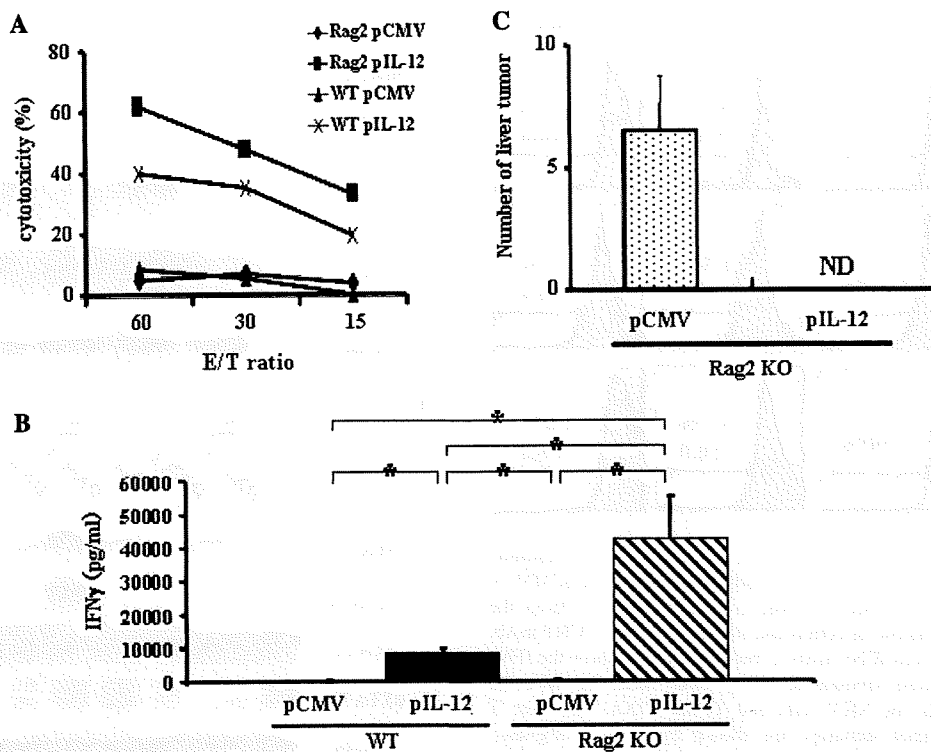 A
Rag2 pCMV
Rag2 pIL-12
WT pCMV
WT pIL-12
80
60
40
20
0
cytotoxicity (%)
60 30 15
E/T ratio
C
10
5
0
Number of liver tumor
ND
pCMV pIL-12
Rag2 KO
B
* 
*
* * *
60000
50000
40000
30000
20000
10000
0
IFNγ (pg/ml)
pCMV pIL-12 pCMV pIL-12
WT Rag2 KO